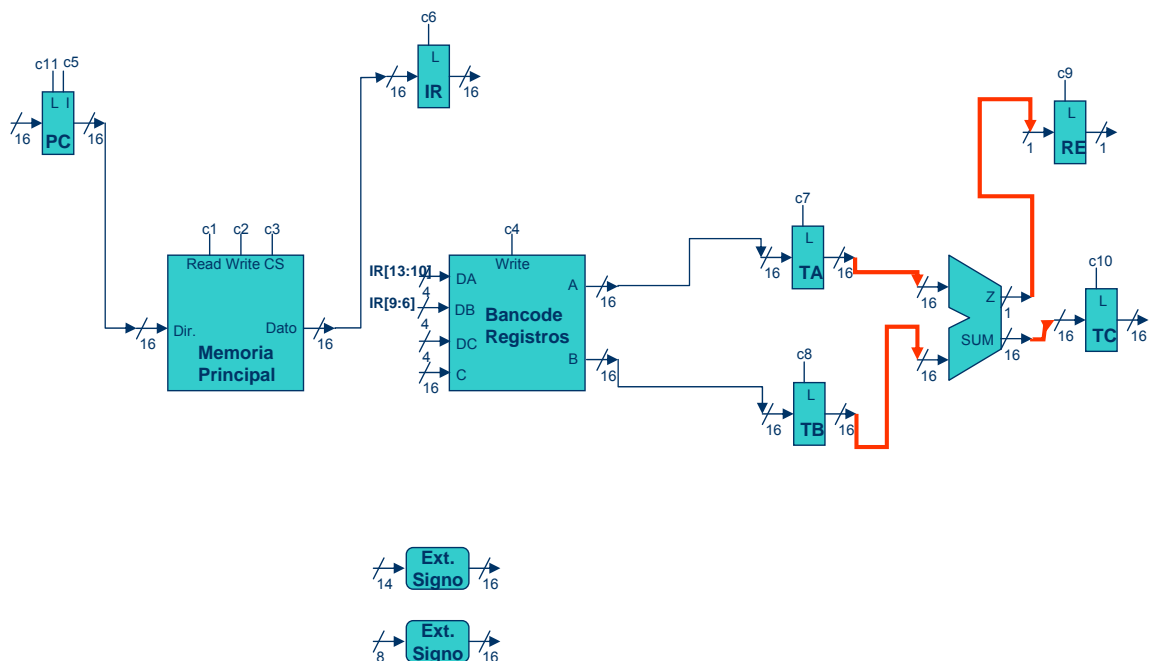 c6
L
IR
16
16
c11
c5
L I
PC
16
16
c9
L
RE
1
1
c1
c2
c3
Read Write CS
Dir.
Dato
Memoria
Principal
16
16
c4
Write
IR[13:10]
DA
4
IR[9:6]
DB
4
DC
4
C
16
Bancode
Registros
A
16
B
16
c7
L
TA
16
16
c8
L
TB
16
16
16
16
Z
1
SUM
16
c10
L
TC
16
16
Ext.
Signo
14
16
Ext.
Signo
8
16